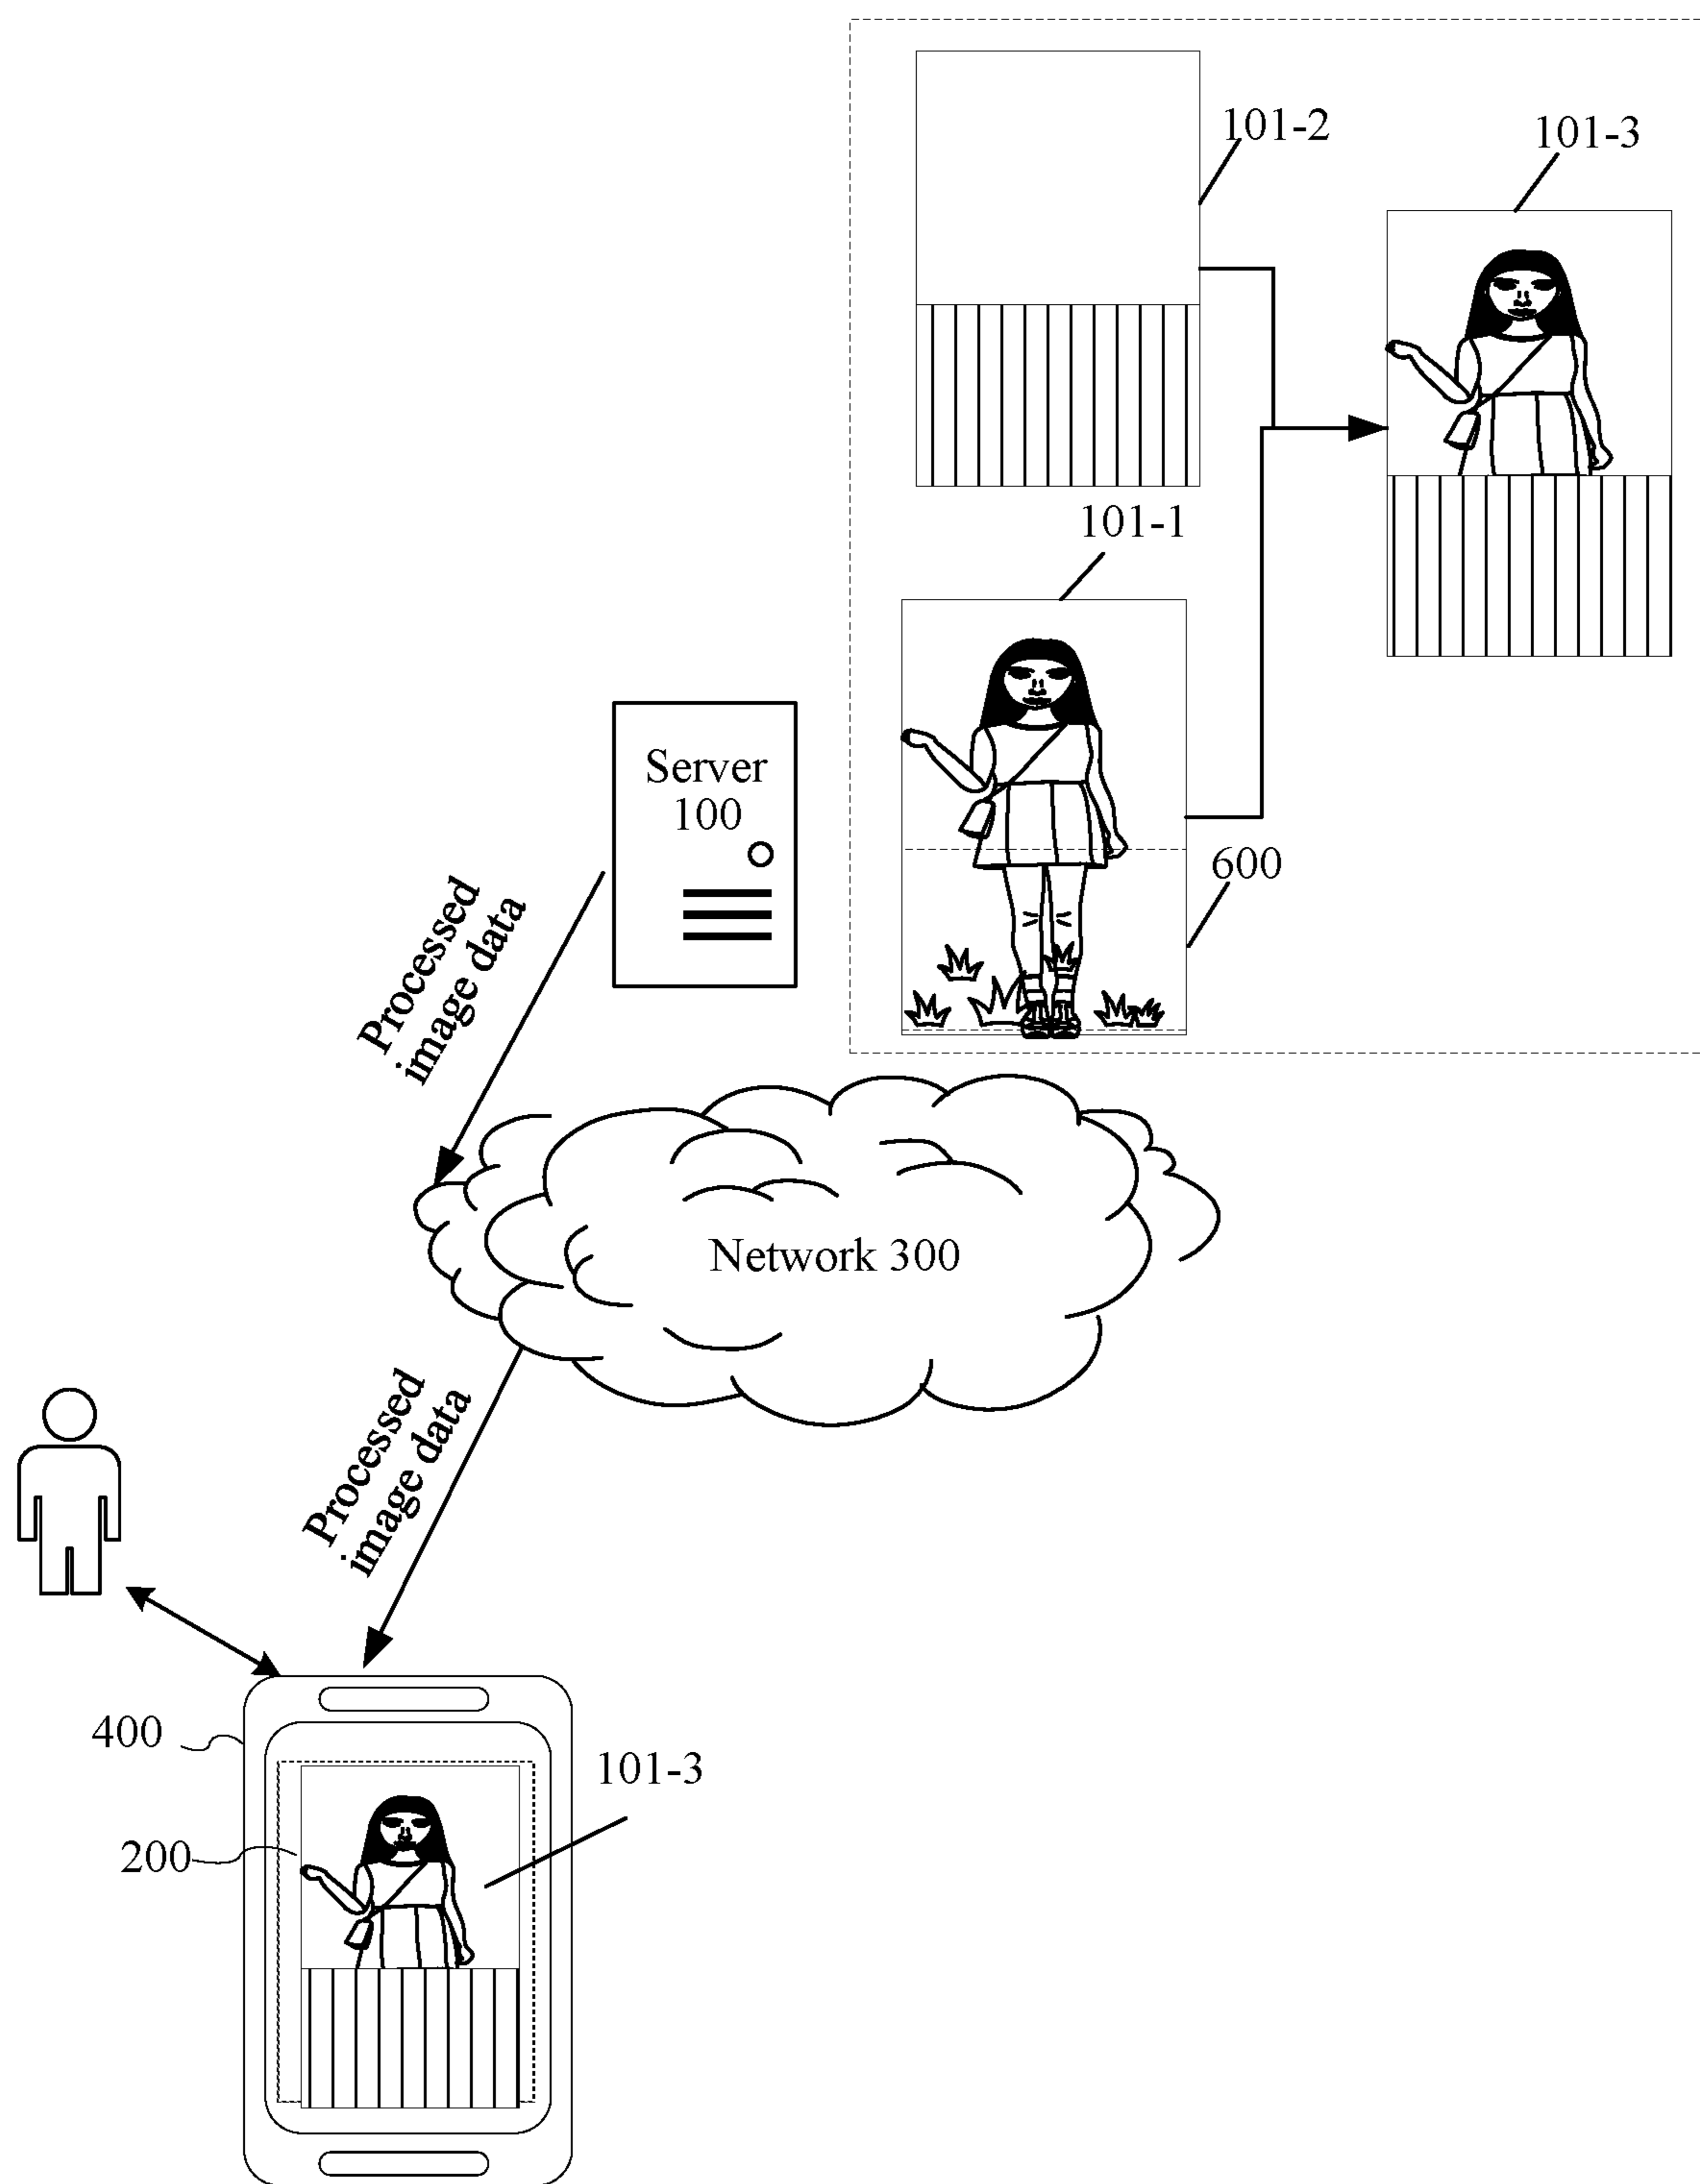 101-2
101-3
101-1
Server
100
600
Processed
image data
Network 300
Processed
image data
400
101-3
200